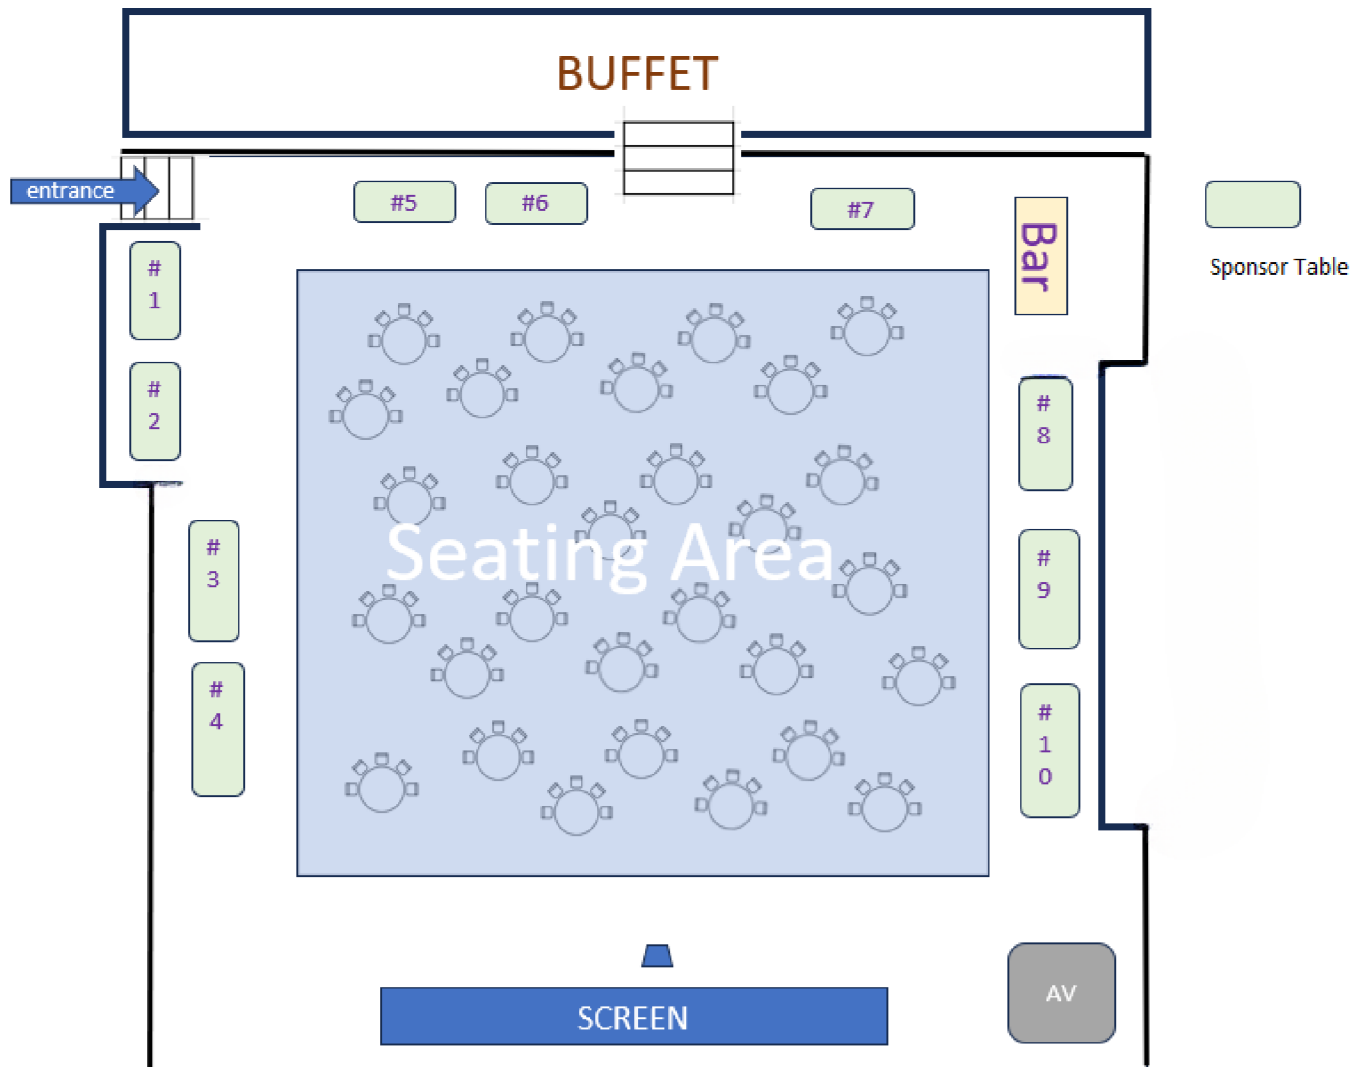 BUFFET
entrance
#5
#6
#7
Bar
Sponsor Table
#
1
#
2
#
8
Seating Area
#
3
#
9
#
4
#
1
0
SCREEN
AV